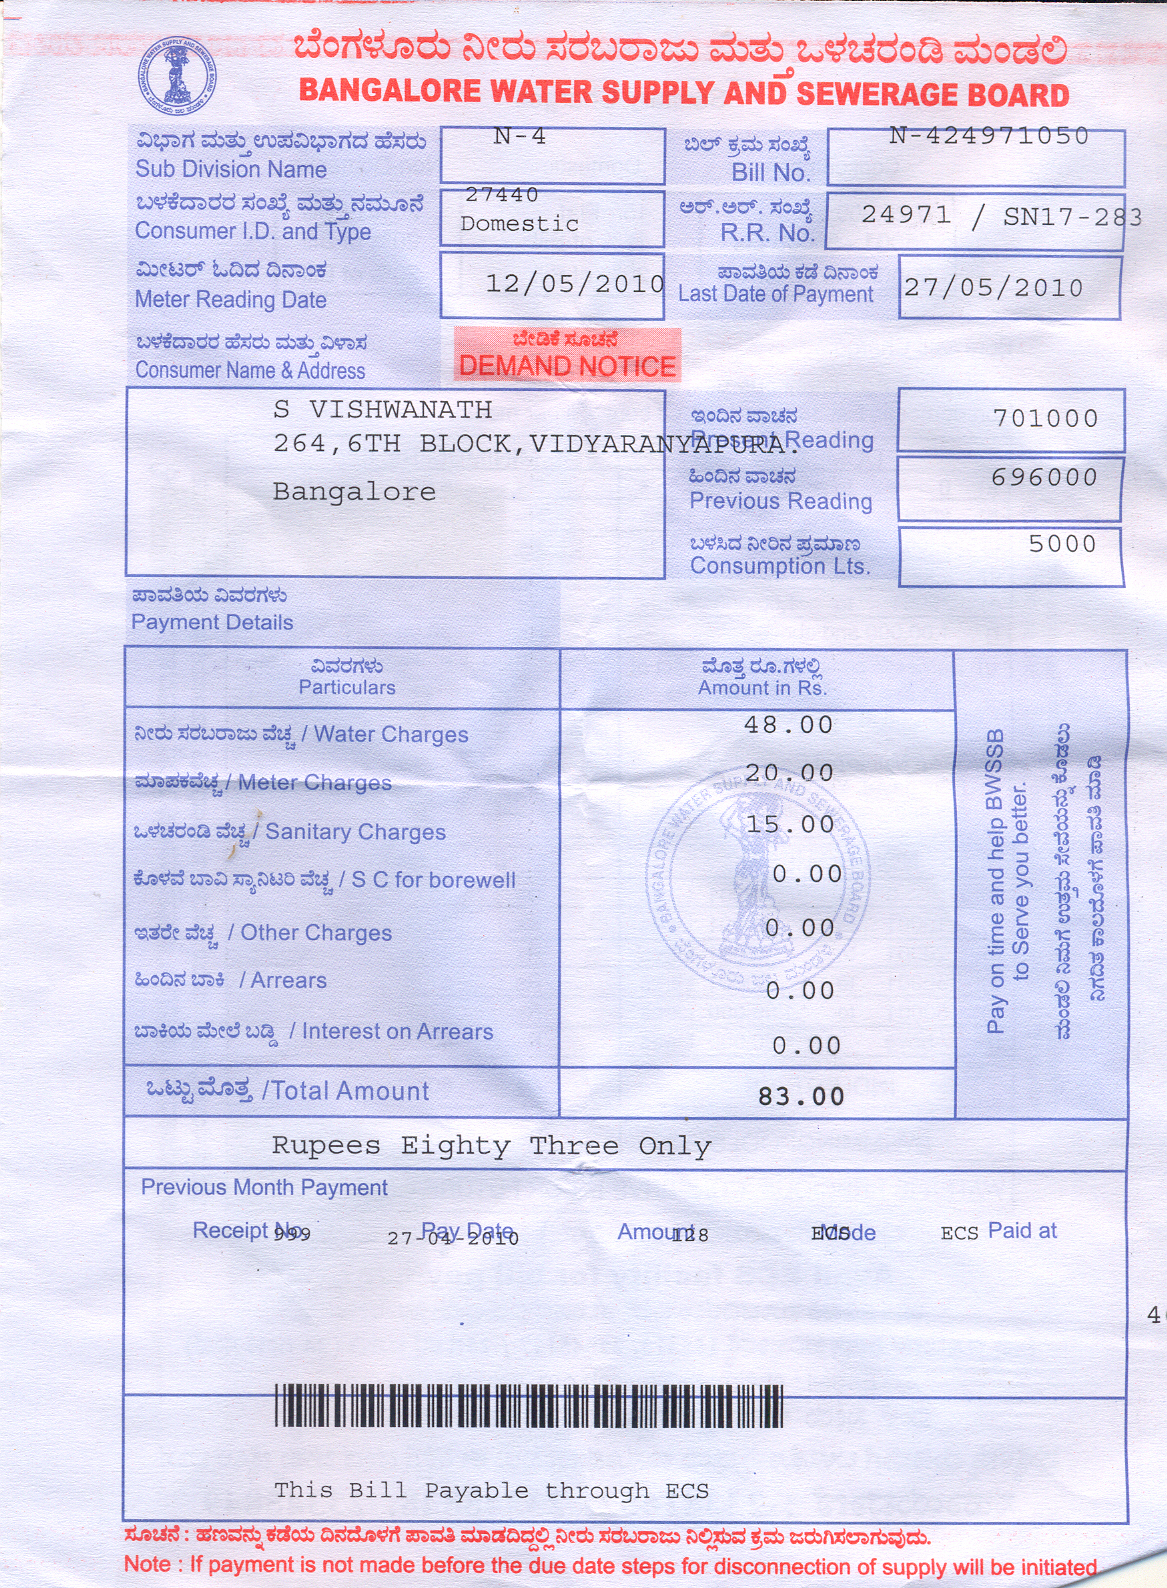 ಬೆಂಗಳೂರು ನೀರು ಸರಬರಾಜು ಮತ್ತು ಒಳಚರಂಡಿ ಮಂಡಲಿ
BANGALORE WATER SUPPLY AND SEWERAGE BOARD
ವಿಭಾಗ ಮತ್ತು ಉಪವಿಭಾಗದ ಹೆಸರು
Sub Division Name
N-4
ಬಿಲ್ ಕ್ರಮ ಸಂಖ್ಯೆ
Bill No.
N-424971050
ಬಳಕೆದಾರರ ಸಂಖ್ಯೆ ಮತ್ತು ನಮೂನೆ
Consumer I.D. and Type
27440
Domestic
ಆರ್.ಆರ್. ಸಂಖ್ಯೆ
R.R. No.
24971 / SN17-283
ಮೀಟರ್ ಓದಿದ ದಿನಾಂಕ
Meter Reading Date
12/05/2010
ಪಾವತಿಯ ಕಡೆ ದಿನಾಂಕ
Last Date of Payment
27/05/2010
ಬಳಕೆದಾರರ ಹೆಸರು ಮತ್ತು ವಿಳಾಸ
Consumer Name & Address
ಬೇಡಿಕೆ ಸೂಚನೆ
DEMAND NOTICE
S VISHWANATH
264,6TH BLOCK,VIDYARANYAPURA.
Bangalore
ಇಂದಿನ ವಾಚನ
Present Reading
701000
ಹಿಂದಿನ ವಾಚನ
Previous Reading
696000
ಬಳಸಿದ ನೀರಿನ ಪ್ರಮಾಣ
Consumption Lts.
5000
ಪಾವತಿಯ ವಿವರಗಳು
Payment Details
ವಿವರಗಳು
Particulars
ಮೊತ್ತ ರೂ.ಗಳಲ್ಲಿ
Amount in Rs.
ನೀರು ಸರಬರಾಜು ವೆಚ್ಚ / Water Charges 48.00
ಮಾಪಕವೆಚ್ಚ / Meter Charges 20.00
ಒಳಚರಂಡಿ ವೆಚ್ಚ / Sanitary Charges 15.00
ಕೊಳವೆ ಬಾವಿ ಸ್ಯಾನಿಟರಿ ವೆಚ್ಚ / S C for borewell 0.00
ಇತರೇ ವೆಚ್ಚ / Other Charges 0.00
ಹಿಂದಿನ ಬಾಕಿ / Arrears 0.00
ಬಾಕಿಯ ಮೇಲೆ ಬಡ್ಡಿ / Interest on Arrears 0.00
ಒಟ್ಟು ಮೊತ್ತ /Total Amount 83.00
Pay on time and help BWSSB
to Serve you better.
ಮಂಡಲಿ ನಿಮಗೆ ಉತ್ತಮ ಸೇವೆಯನ್ನು ಕೊಡಲು
ನಿಗದಿತ ಕಾಲದೊಳಗೆ ಪಾವತಿ ಮಾಡಿ
BANGALORE WATER SUPPLY AND SEWERAGE BOARD
Rupees Eighty Three Only
Previous Month Payment
Receipt No. Pay Date Amount Mode Paid at
999 27-04-2010 128 ECS ECS
This Bill Payable through ECS
ಸೂಚನೆ : ಹಣವನ್ನು ಕಡೆಯ ದಿನದೊಳಗೆ ಪಾವತಿ ಮಾಡದಿದ್ದಲ್ಲಿ ನೀರು ಸರಬರಾಜು ನಿಲ್ಲಿಸುವ ಕ್ರಮ ಜರುಗಿಸಲಾಗುವುದು.
Note : If payment is not made before the due date steps for disconnection of supply will be initiated